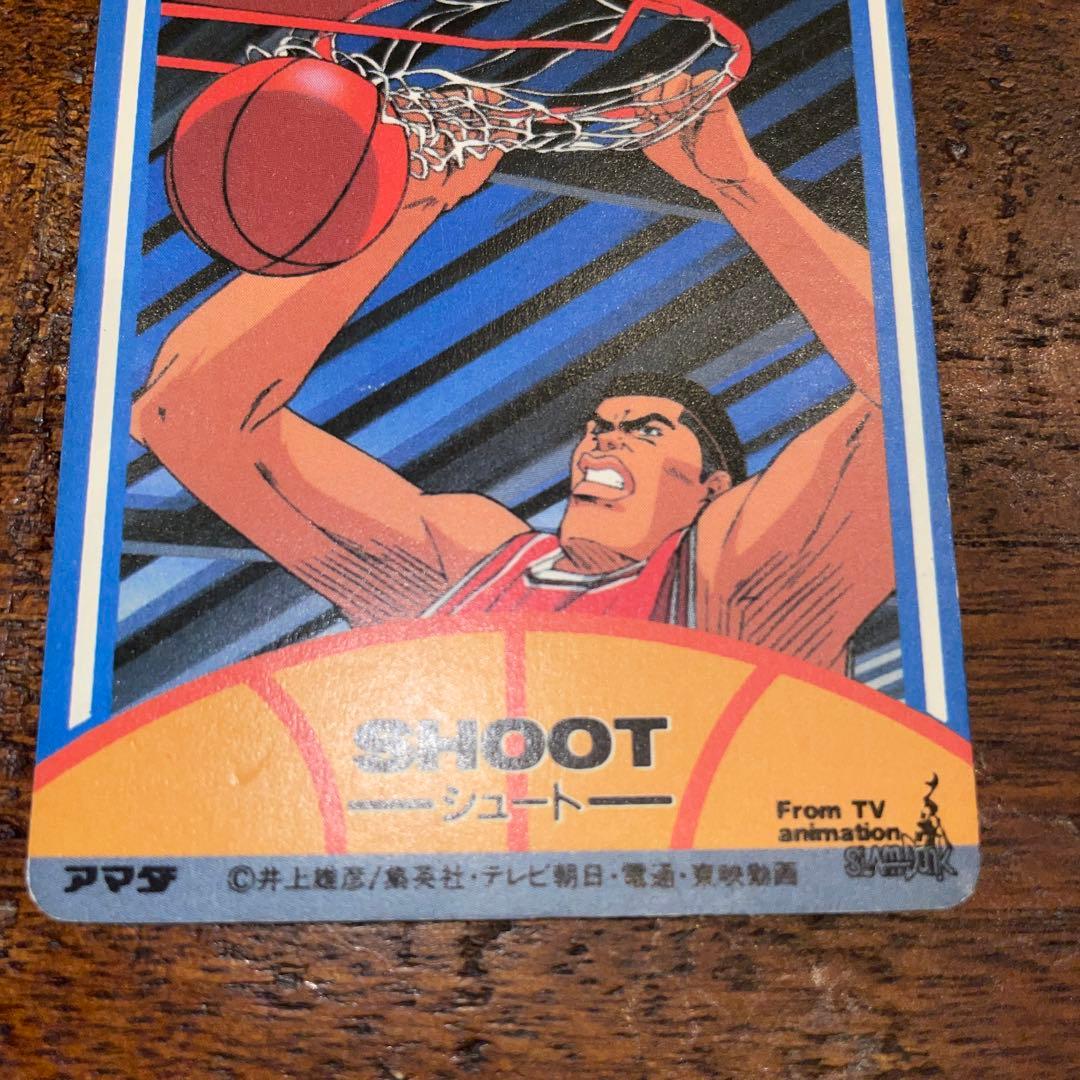 SHOOT
シュート
From TV
animation
SLAM DUNK
アマダ
©井上雄彦/集英社・テレビ朝日・電通・東映動画